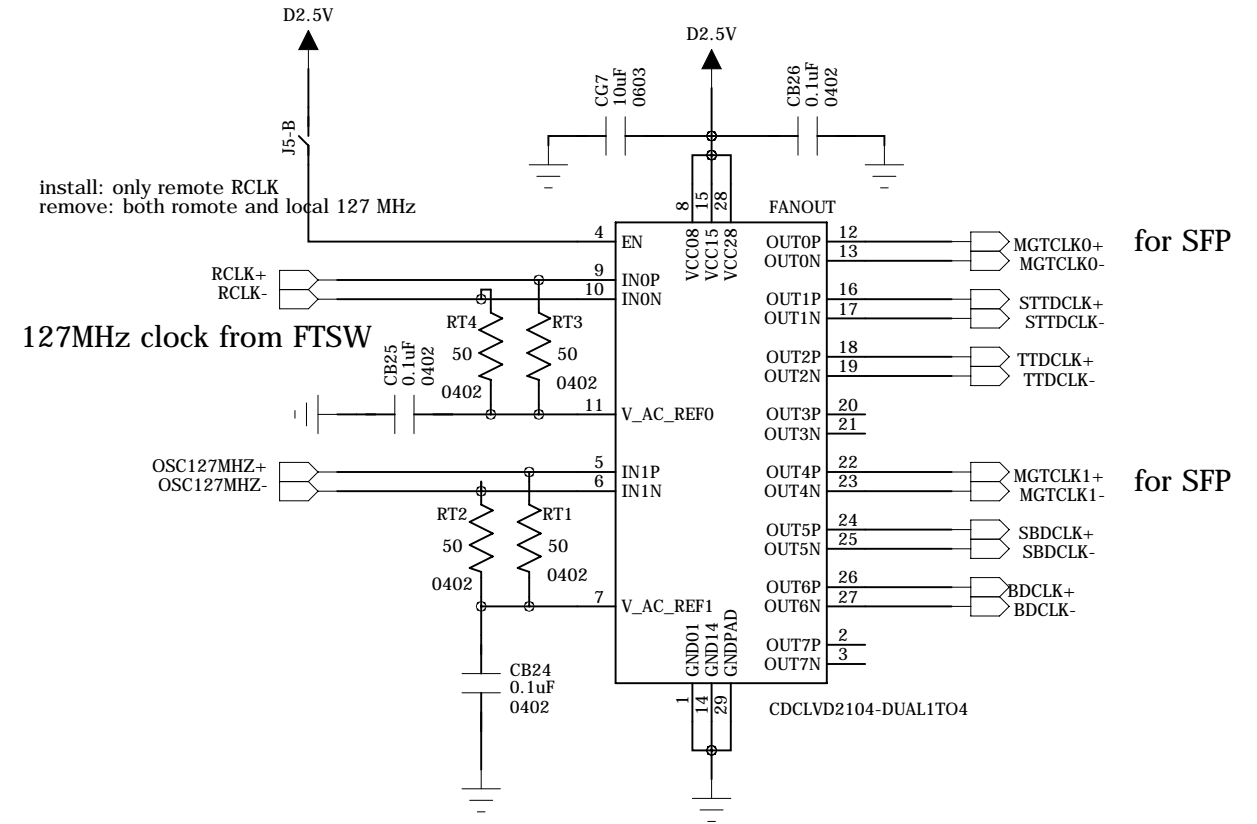 D2.5V
D2.5V
CG7
10uF
0603
CB26
0.1uF
0402
J5-B
install: only remote RCLK
remove: both romote and local 127 MHz
8
15
28
FANOUT
VCC08
VCC15
VCC28
4
EN
RCLK+
9
IN0P
RCLK-
10
IN0N
127MHz clock from FTSW
RT4
50
0402
RT3
50
0402
CB25
0.1uF
0402
11
V_AC_REF0
OSC127MHZ+
5
IN1P
OSC127MHZ-
6
IN1N
RT2
50
0402
RT1
50
0402
7
V_AC_REF1
CB24
0.1uF
0402
OUT0P
12
MGTCLK0+
OUT0N
13
MGTCLK0-
for SFP
OUT1P
16
STTDCLK+
OUT1N
17
STTDCLK-
OUT2P
18
TTDCLK+
OUT2N
19
TTDCLK-
OUT3P
20
OUT3N
21
OUT4P
22
MGTCLK1+
OUT4N
23
MGTCLK1-
for SFP
OUT5P
24
SBDCLK+
OUT5N
25
SBDCLK-
OUT6P
26
BDCLK+
OUT6N
27
BDCLK-
OUT7P
2
OUT7N
3
GND01
GND14
GNDPAD
1
14
29
CDCLVD2104-DUAL1TO4